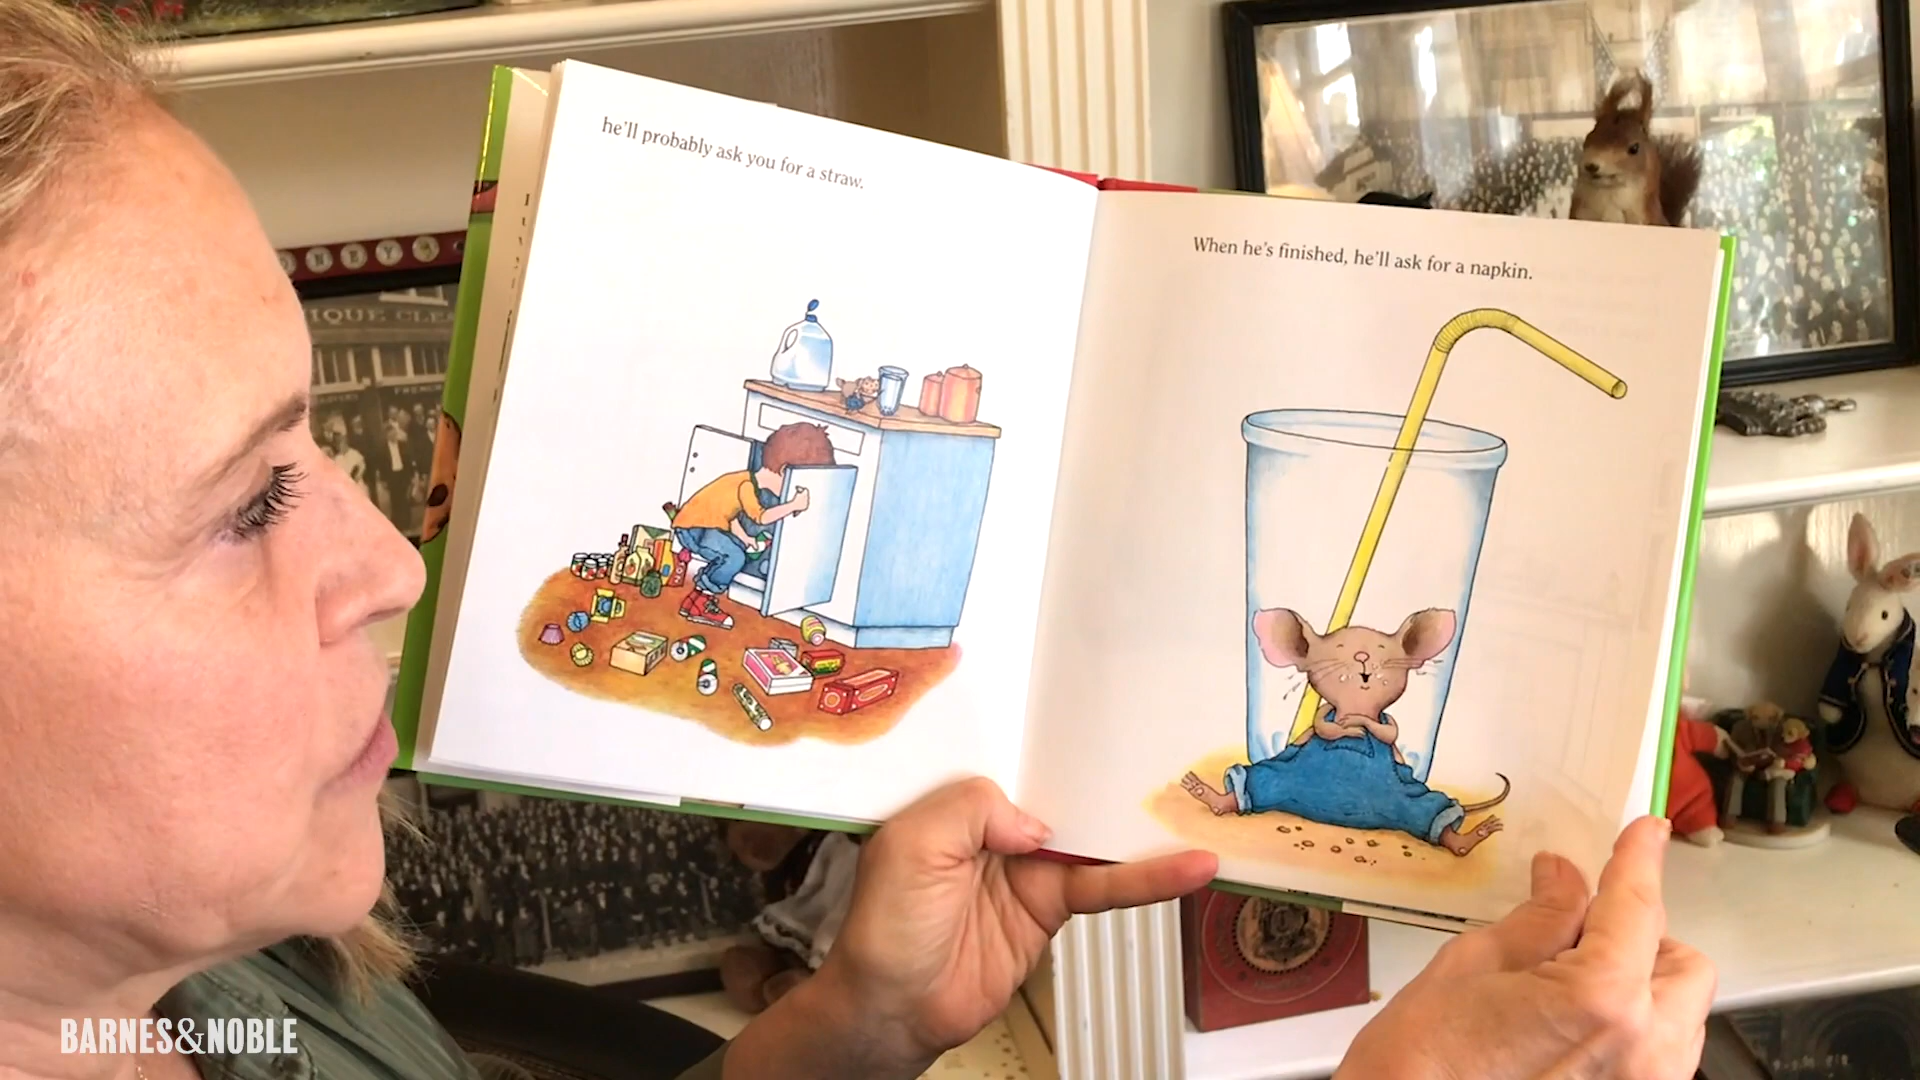 he'll probably ask you for a straw.
When he's finished, he'll ask for a napkin.
BARNES&NOBLE